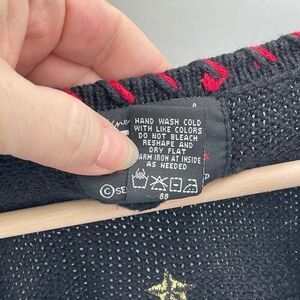 HAND WASH COLD
WITH LIKE COLORS
DO NOT BLEACH
RESHAPE AND
DRY FLAT
WARM IRON AT INSIDE
AS NEEDED
88
©SE